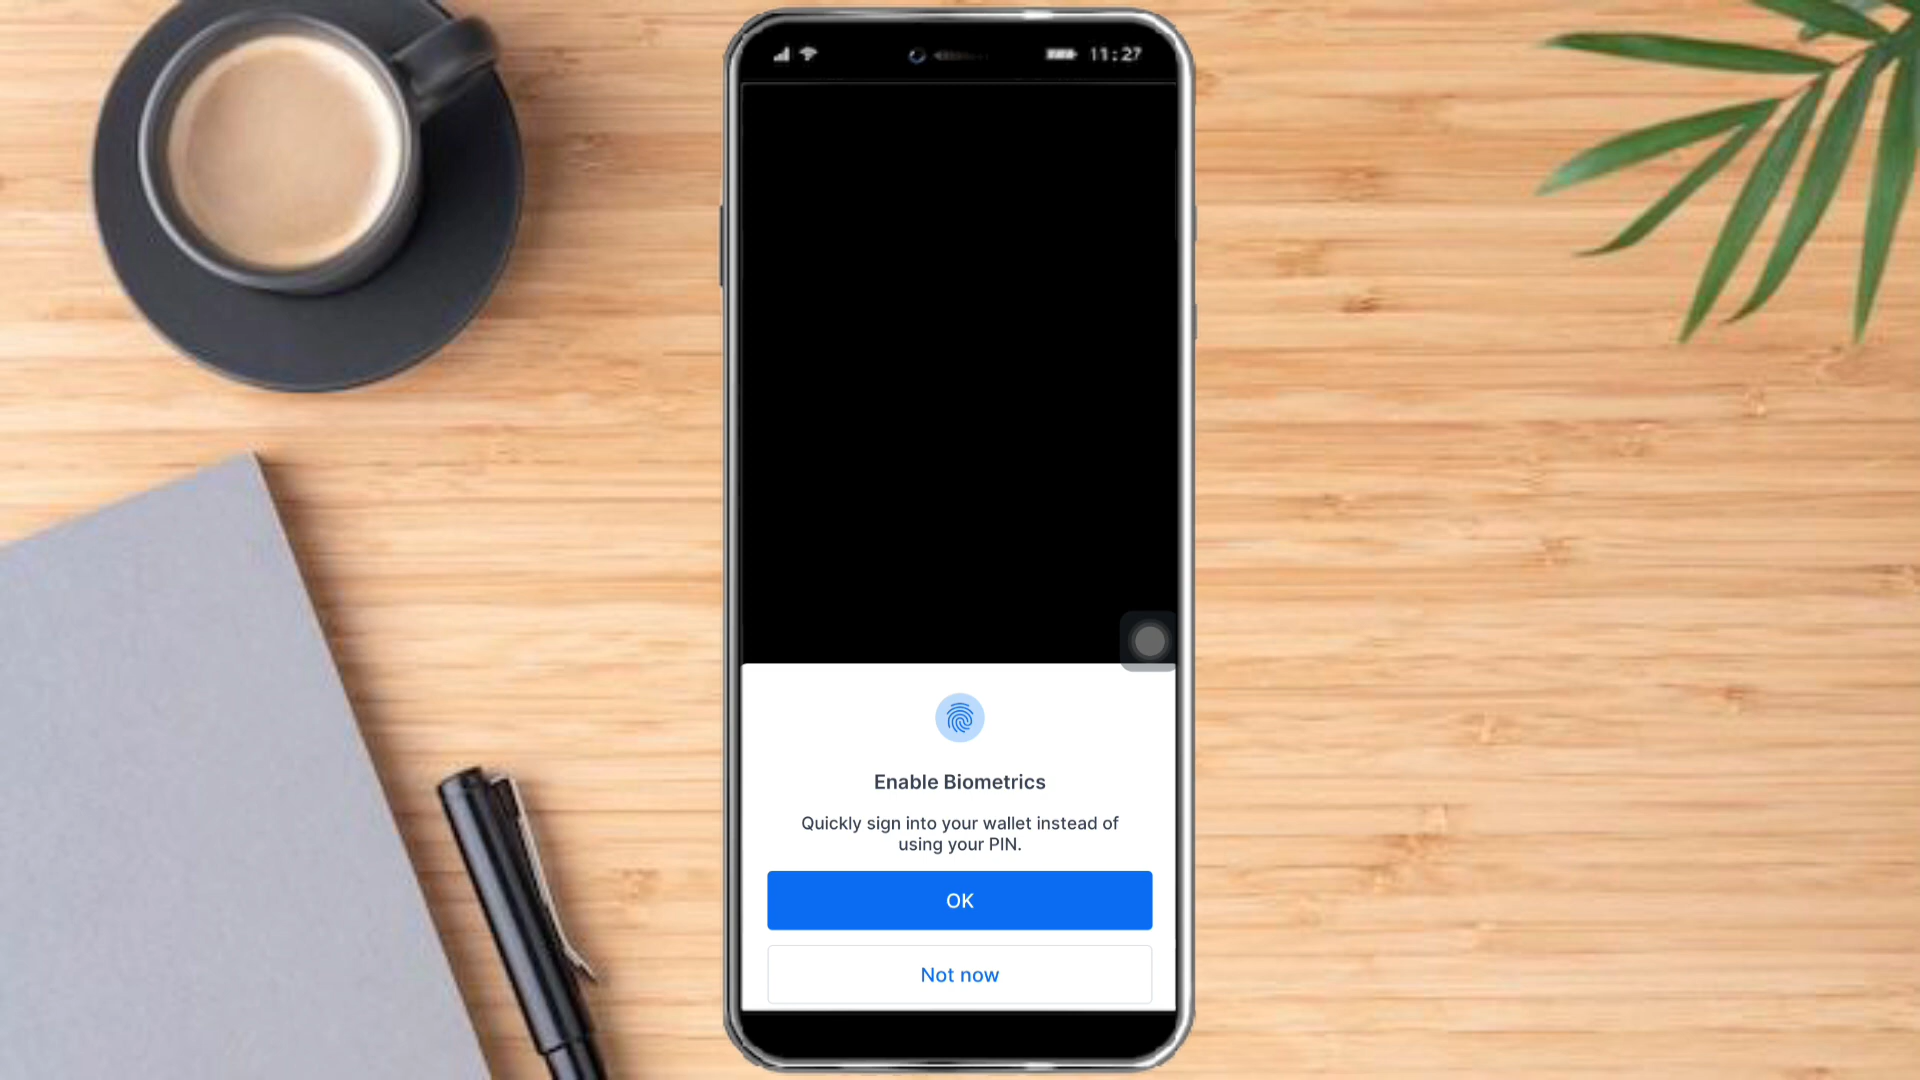 11:27
Enable Biometrics
Quickly sign into your wallet instead of
using your PIN.
OK
Not now